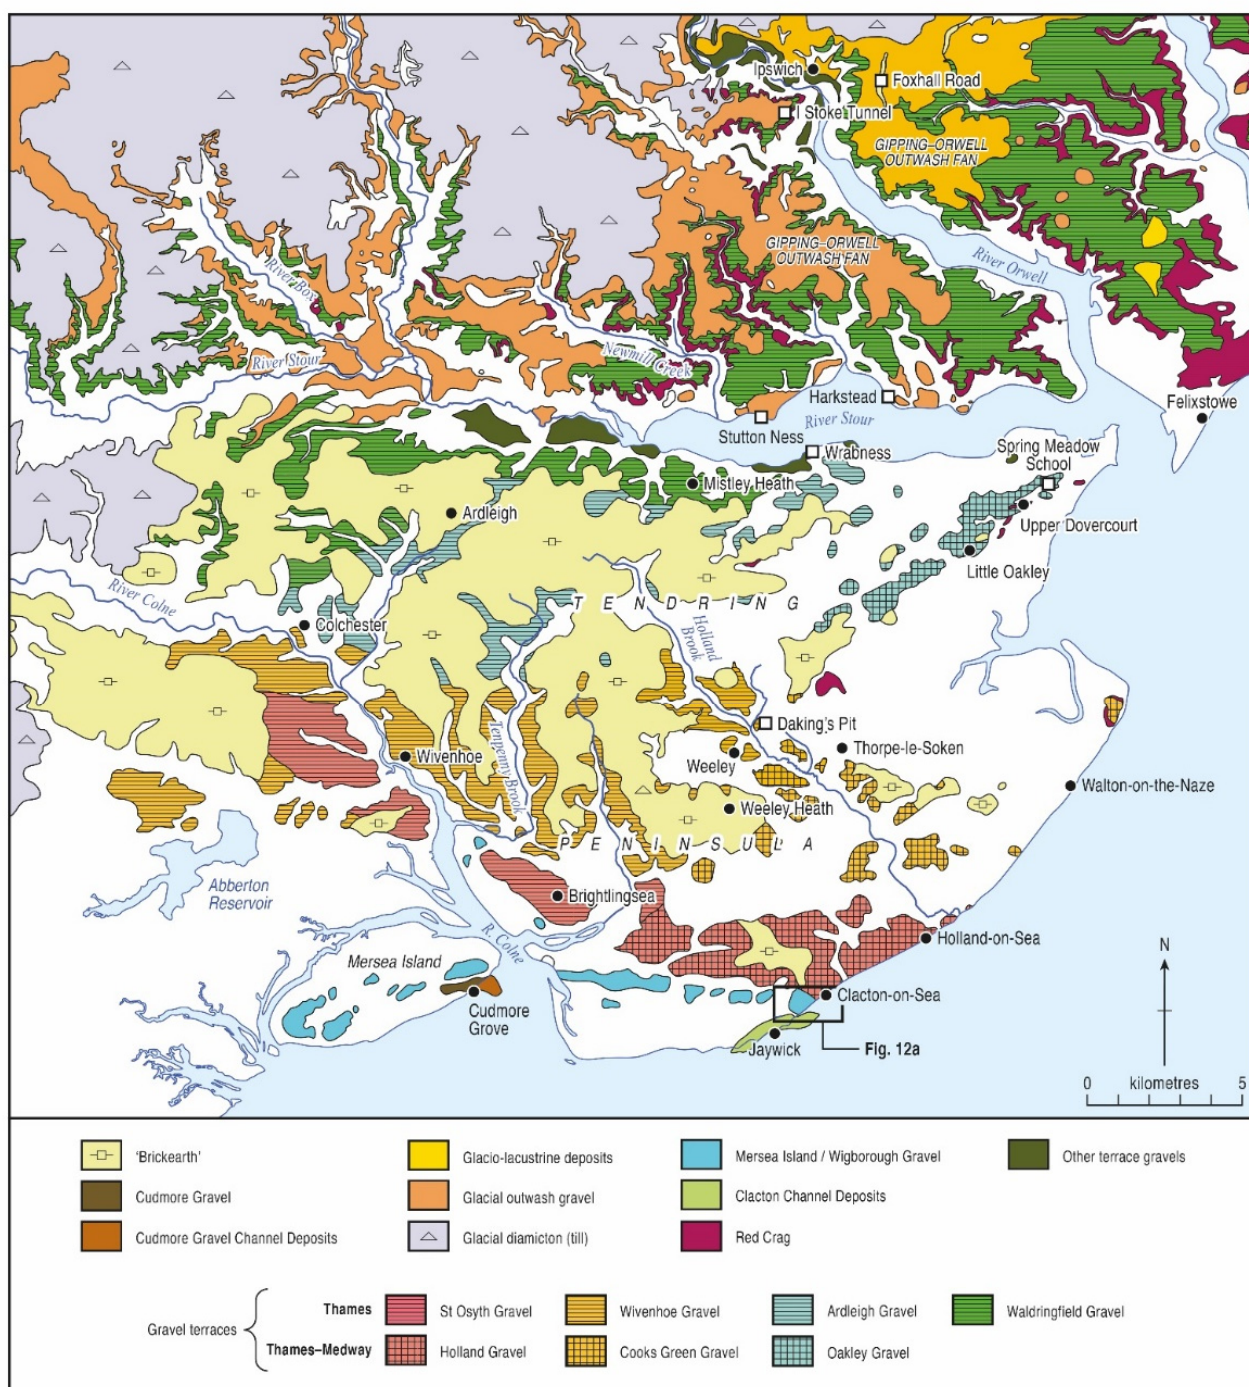 Ipswich
Foxhall Road
I Stoke Tunnel
GIPPING–ORWELL
OUTWASH FAN
GIPPING–ORWELL
OUTWASH FAN
River Orwell
River Box
River Stour
Newmill Creek
Harkstead
River Stour
Felixstowe
Stutton Ness
Wrabness
Spring Meadow
School
Mistley Heath
Upper Dovercourt
Ardleigh
Little Oakley
River Colne
TENDRING
Colchester
Holland
Brook
Daking's Pit
Thorpe-le-Soken
Wivenhoe
Tenpenny Brook
Weeley
Walton-on-the-Naze
Weeley Heath
PENINSULA
Abberton
Reservoir
Brightlingsea
R. Colne
Holland-on-Sea
Mersea Island
N
Clacton-on-Sea
Cudmore
Grove
Jaywick
Fig. 12a
0 kilometres 5
'Brickearth'
Glacio-lacustrine deposits
Mersea Island / Wigborough Gravel
Other terrace gravels
Cudmore Gravel
Glacial outwash gravel
Clacton Channel Deposits
Cudmore Gravel Channel Deposits
Glacial diamicton (till)
Red Crag
Gravel terraces
Thames
St Osyth Gravel
Wivenhoe Gravel
Ardleigh Gravel
Waldringfield Gravel
Thames–Medway
Holland Gravel
Cooks Green Gravel
Oakley Gravel